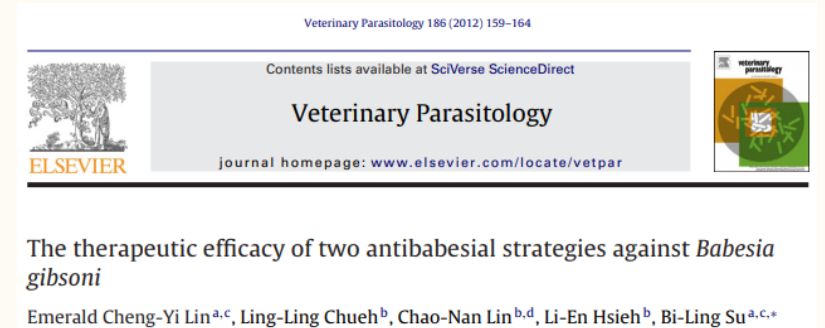 Veterinary Parasitology 186 (2012) 159–164
Contents lists available at SciVerse ScienceDirect
Veterinary Parasitology
journal homepage: www.elsevier.com/locate/vetpar
ELSEVIER
veterinary
parasitology
The therapeutic efficacy of two antibabesial strategies against Babesia
gibsoni
Emerald Cheng-Yi Lin a,c, Ling-Ling Chueh b, Chao-Nan Lin b,d, Li-En Hsieh b, Bi-Ling Su a,c,*